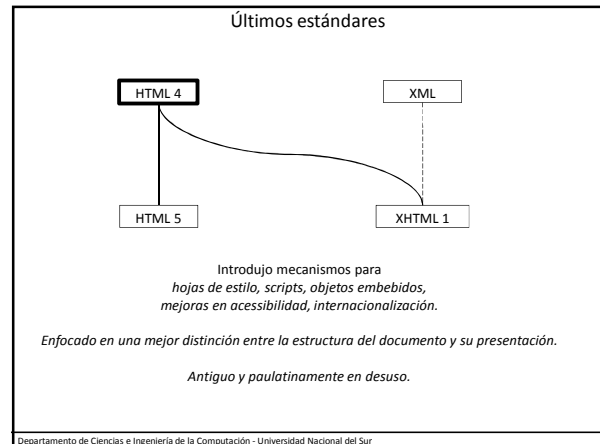 Últimos estándares
HTML 4
XML
HTML 5
XHTML 1
Introdujo mecanismos para
hojas de estilo, scripts, objetos embebidos,
mejoras en acessibilidad, internacionalización.
Enfocado en una mejor distinción entre la estructura del documento y su presentación.
Antiguo y paulatinamente en desuso.
Departamento de Ciencias e Ingeniería de la Computación - Universidad Nacional del Sur